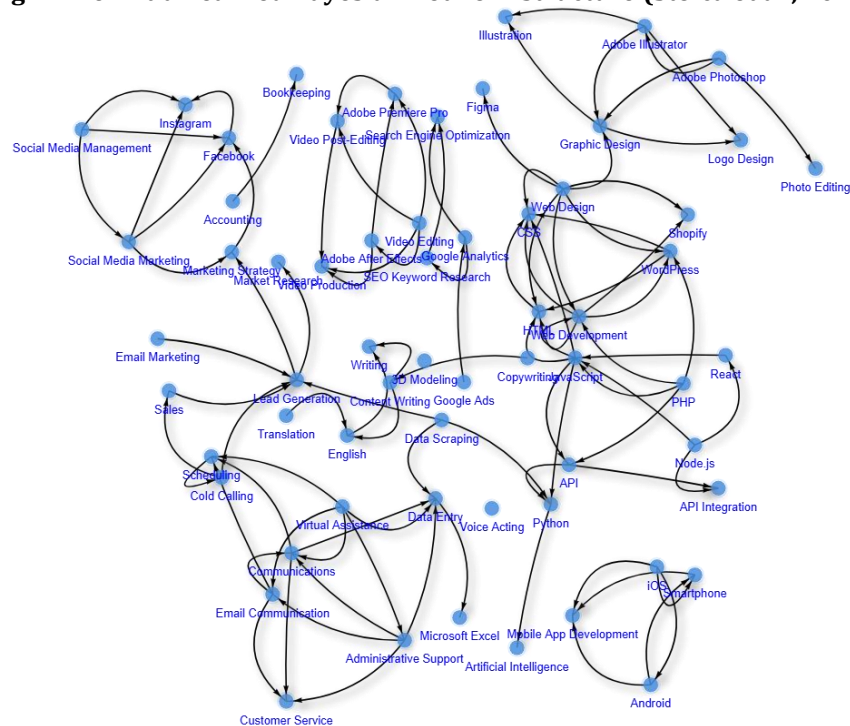 Illustration
Adobe Illustrator
Adobe Photoshop
Bookkeeping
Figma
Instagram
Adobe Premiere Pro
Video Post-Editing
Search Engine Optimization
Social Media Management
Facebook
Graphic Design
Logo Design
Photo Editing
Accounting
Web Design
CSS
Shopify
Social Media Marketing
Marketing Strategy
Market Research
Video Production
Video Editing
Adobe After Effects
Google Analytics
SEO Keyword Research
WordPress
HTML
Web Development
Email Marketing
Writing
3D Modeling
Copywriting
JavaScript
React
Sales
Lead Generation
Content Writing
Google Ads
PHP
Translation
English
Data Scraping
Node.js
Scheduling
Cold Calling
API
API Integration
Virtual Assistance
Data Entry
Voice Acting
Python
Communications
iOS
Smartphone
Email Communication
Microsoft Excel
Mobile App Development
Administrative Support
Artificial Intelligence
Android
Customer Service